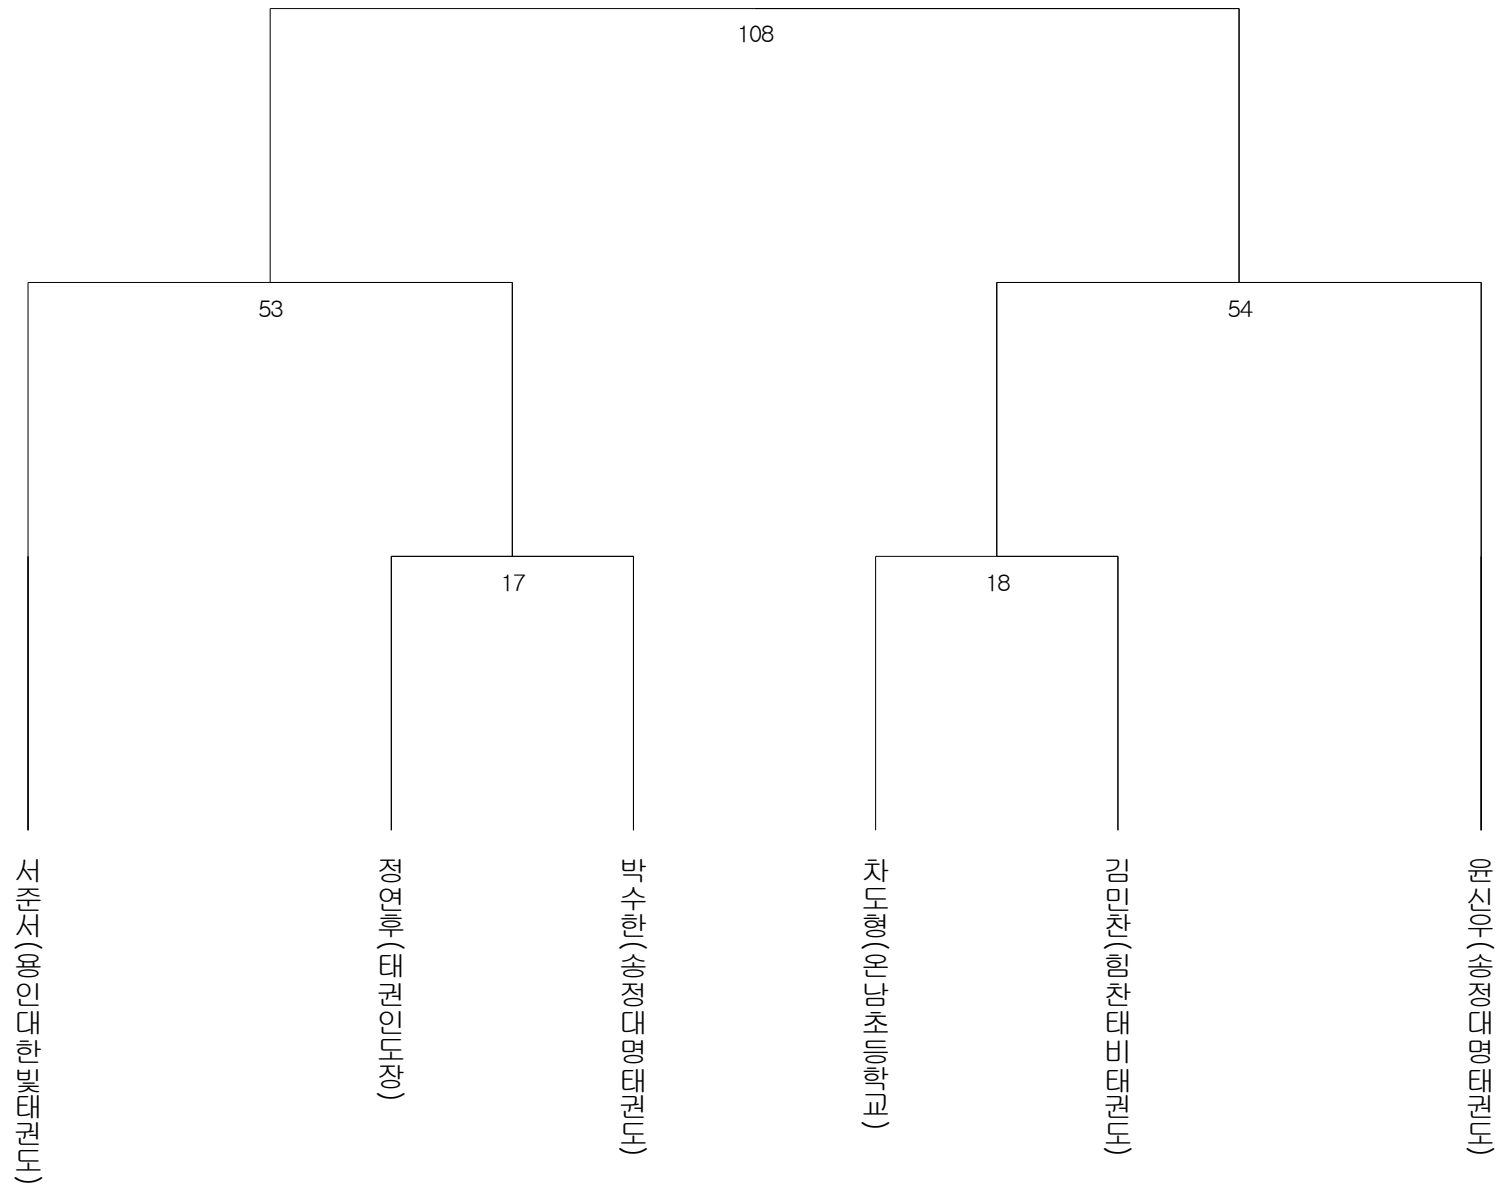 108
53
54
17
18
서준서(용인대한빛태권도)
정연후(태권인도장)
박수한(송정대명태권도)
차도형(온남초등학교)
김민찬(힘찬태비태권도)
윤신우(송정대명태권도)